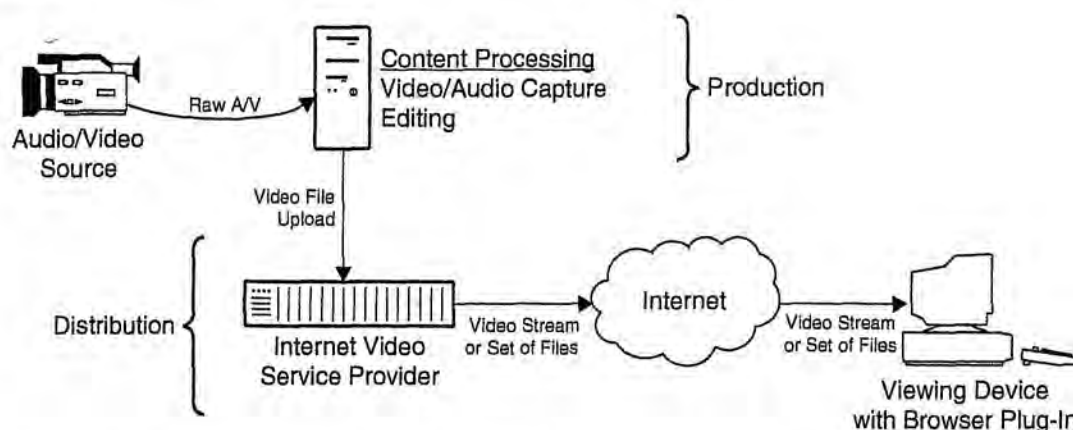 Content Processing
Video/Audio Capture
Editing
Production
Raw A/V
Audio/Video
Source
Video File
Upload
Distribution
Internet Video
Service Provider
Video Stream
or Set of Files
Internet
Video Stream
or Set of Files
Viewing Device
with Browser Plug-In